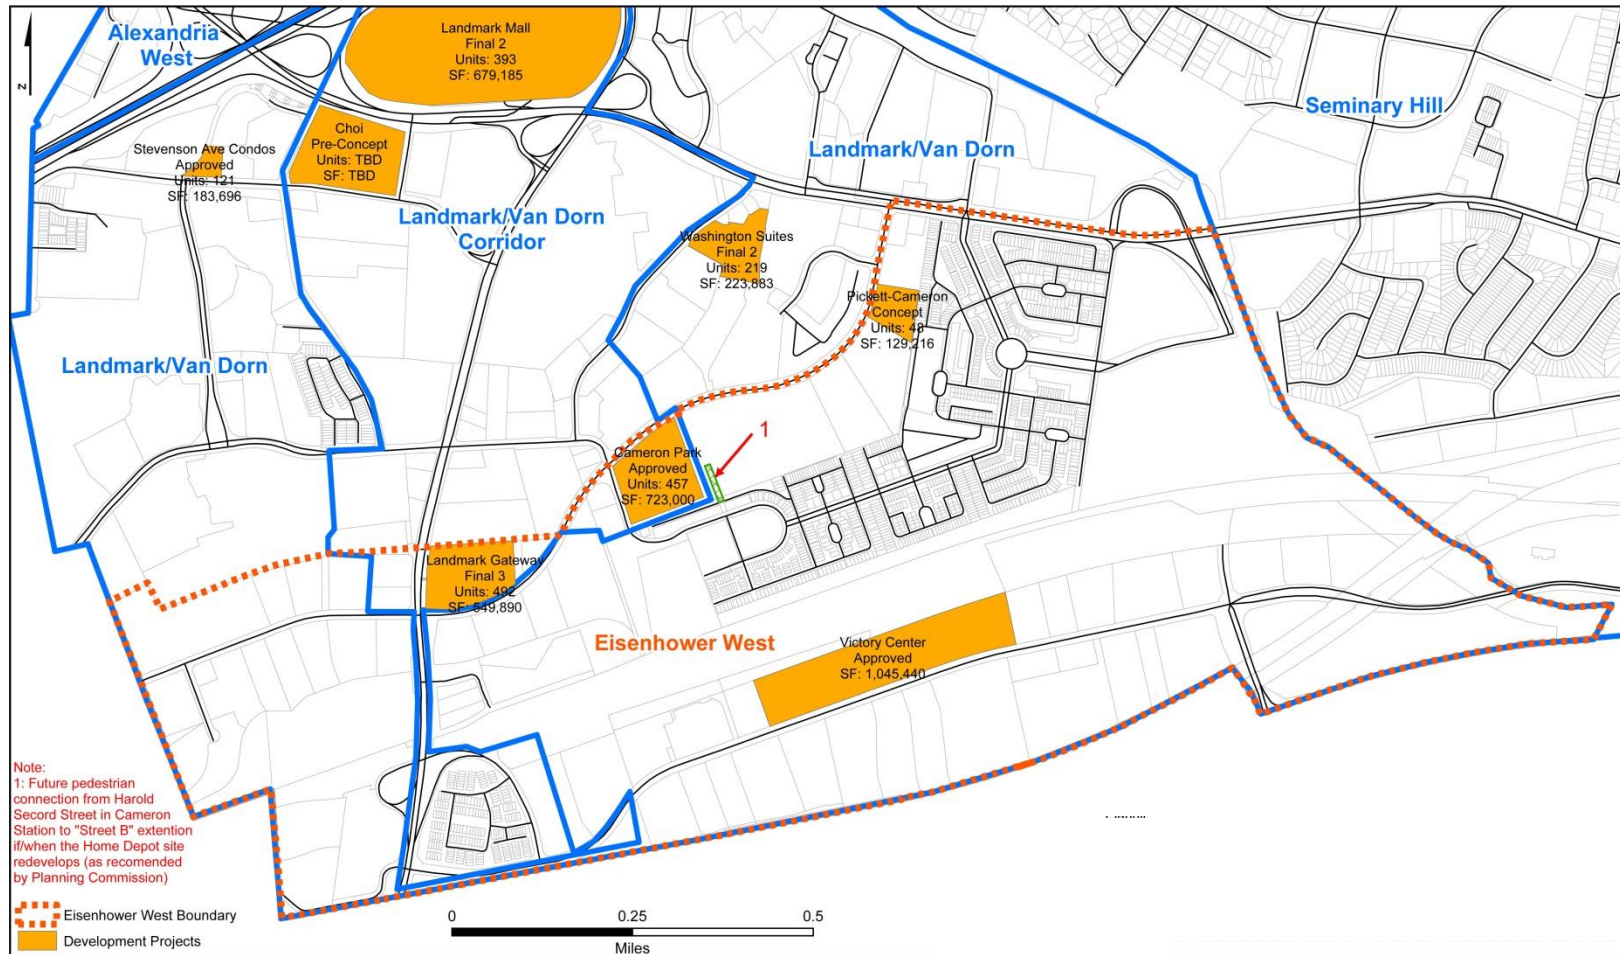 Alexandria
West
Landmark Mall
Final 2
Units: 393
SF: 679,185
N
Seminary Hill
Choi
Pre-Concept
Units: TBD
SF: TBD
Stevenson Ave Condos
Approved
Units: 121
SF: 183,696
Landmark/Van Dorn
Landmark/Van Dorn
Corridor
Washington Suites
Final 2
Units: 219
SF: 223,883
Pickett-Cameron
Concept
Units: 48
SF: 129,216
Landmark/Van Dorn
1
Cameron Park
Approved
Units: 457
SF: 723,000
Landmark Gateway
Final 3
Units: 492
SF: 549,890
Eisenhower West
Victory Center
Approved
SF: 1,045,440
Note:
1: Future pedestrian
connection from Harold
Secord Street in Cameron
Station to "Street B" extention
if/when the Home Depot site
redevelops (as recomended
by Planning Commission)
Eisenhower West Boundary
Development Projects
0 0.25 0.5
Miles